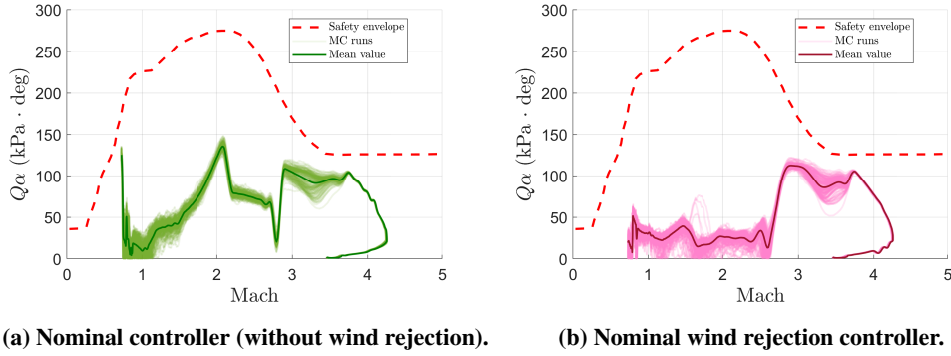 300
250
200
150
100
50
0
Qα (kPa · deg)
0 1 2 3 4 5
Mach
Safety envelope
MC runs
Mean value
(a) Nominal controller (without wind rejection).
300
250
200
150
100
50
0
Qα (kPa · deg)
0 1 2 3 4 5
Mach
Safety envelope
MC runs
Mean value
(b) Nominal wind rejection controller.